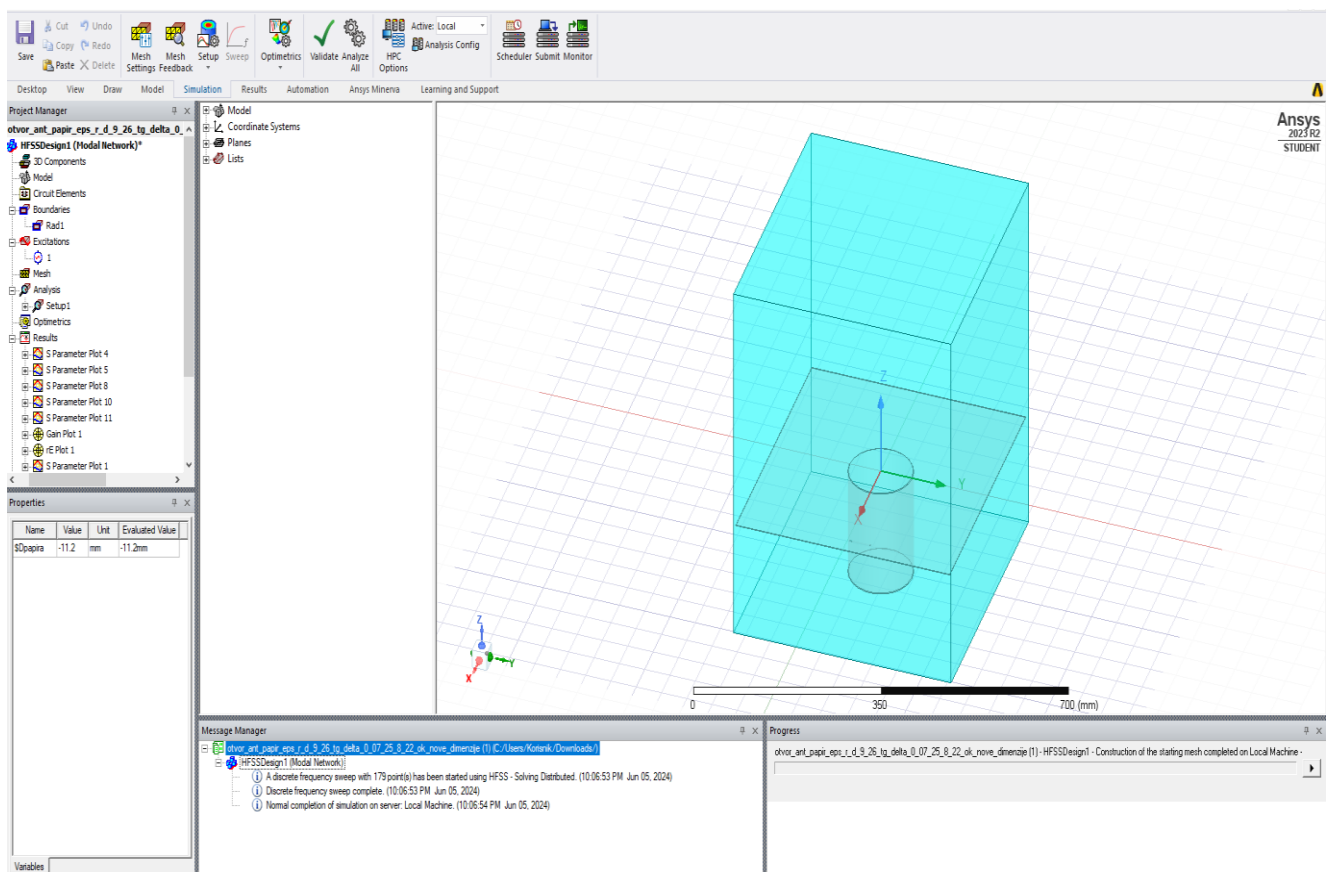 Save
Cut
Copy
Paste
Undo
Redo
Delete
Mesh Settings
Mesh Feedback
Setup
Sweep
Optimetrics
Validate
Analyze All
HPC Options
Active: Local
Analysis Config
Scheduler
Submit
Monitor
Desktop View Draw Model Simulation Results Automation Ansys Minerva Learning and Support
Project Manager
otvor_ant_papir_eps_r_d_9_26_tg_delta_0_
HFSSDesign1 (Modal Network)*
3D Components
Model
Circuit Elements
Boundaries
Rad1
Excitations
1
Mesh
Analysis
Setup1
Optimetrics
Results
S Parameter Plot 4
S Parameter Plot 5
S Parameter Plot 8
S Parameter Plot 10
S Parameter Plot 11
Gain Plot 1
rE Plot 1
S Parameter Plot 1
Properties
Name Value Unit Evaluated Value
$Dpapira -11.2 mm -11.2mm
Variables
Model
Coordinate Systems
Planes
Lists
Ansys
2023 R2
STUDENT
Z
Y
X
Z
Y
X
0 350 700 (mm)
Message Manager
otvor_ant_papir_eps_r_d_9_26_tg_delta_0_07_25_8_22_ok_nove_dimenzije (1) (C:/Users/Korisnik/Downloads/)
HFSSDesign1 (Modal Network)
A discrete frequency sweep with 179 point(s) has been started using HFSS - Solving Distributed. (10:06:53 PM Jun 05, 2024)
Discrete frequency sweep complete. (10:06:53 PM Jun 05, 2024)
Normal completion of simulation on server: Local Machine. (10:06:54 PM Jun 05, 2024)
Progress
otvor_ant_papir_eps_r_d_9_26_tg_delta_0_07_25_8_22_ok_nove_dimenzije (1) - HFSSDesign1 - Construction of the starting mesh completed on Local Machine -